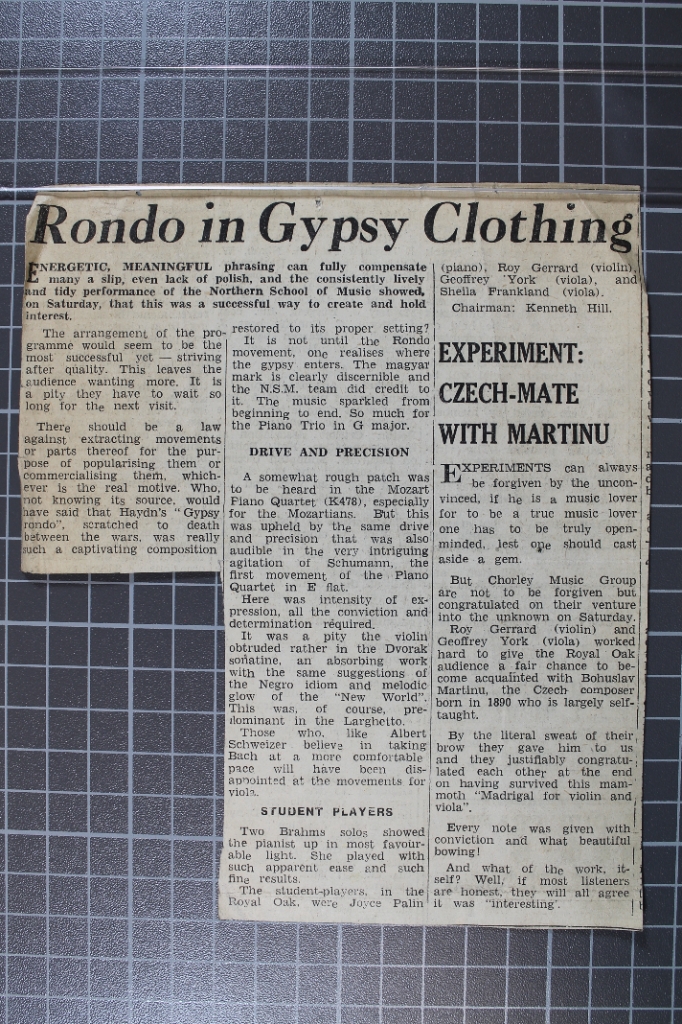 Rondo in Gypsy Clothing
ENERGETIC, MEANINGFUL phrasing can fully compensate
many a slip, even lack of polish, and the consistently lively
and tidy performance of the Northern School of Music showed,
on Saturday, that this was a successful way to create and hold
interest.
The arrangement of the pro-
gramme would seem to be the
most successful yet — striving
after quality. This leaves the
audience wanting more. It is
a pity they have to wait so
long for the next visit.
There should be a law
against extracting movements
or parts thereof for the pur-
pose of popularising them or
commercialising them, which-
ever is the real motive. Who,
not knowing its source, would
have said that Haydn's "Gypsy
rondo", scratched to death
between the wars, was really
such a captivating composition
restored to its proper setting?
It is not until the Rondo
movement, one realises where
the gypsy enters. The magyar
mark is clearly discernible and
the N.S.M. team did credit to
it. The music sparkled from
beginning to end. So much for
the Piano Trio in G major.
DRIVE AND PRECISION
A somewhat rough patch was
to be heard in the Mozart
Piano Quartet (K478), especially
for the Mozartians. But this
was upheld by the same drive
and precision that was also
audible in the very intriguing
agitation of Schumann, the
first movement of the Piano
Quartet in E flat.
Here was intensity of ex-
pression, all the conviction and
determination required.
It was a pity the violin
obtruded rather in the Dvorak
sonatine, an absorbing work
with the same suggestions of
the Negro idiom and melodic
glow of the "New World".
This was, of course, pre-
dominant in the Larghetto.
Those who, like Albert
Schweizer believe in taking
Bach at a more comfortable
pace will have been dis-
appointed at the movements for
viola.
STUDENT PLAYERS
Two Brahms solos showed
the pianist up in most favour-
able light. She played with
such apparent ease and such
fine results.
The student-players, in the
Royal Oak, were Joyce Palin
(piano), Roy Gerrard (violin),
Geoffrey York (viola), and
Sheila Frankland (viola).
Chairman: Kenneth Hill.
EXPERIMENT:
CZECH-MATE
WITH MARTINU
EXPERIMENTS can always
be forgiven by the uncon-
vinced, if he is a music lover
for to be a true music lover
one has to be truly open-
minded, lest one should cast
aside a gem.
But Chorley Music Group
are not to be forgiven but
congratulated on their venture
into the unknown on Saturday.
Roy Gerrard (violin) and
Geoffrey York (viola) worked
hard to give the Royal Oak
audience a fair chance to be-
come acquainted with Bohuslav
Martinu, the Czech composer
born in 1890 who is largely self-
taught.
By the literal sweat of their
brow they gave him to us
and they justifiably congratu-
lated each other at the end
on having survived this mam-
moth "Madrigal for violin and
viola".
Every note was given with
conviction and what beautiful
bowing!
And what of the work, it-
self? Well, if most listeners
are honest, they will all agree
it was "interesting".